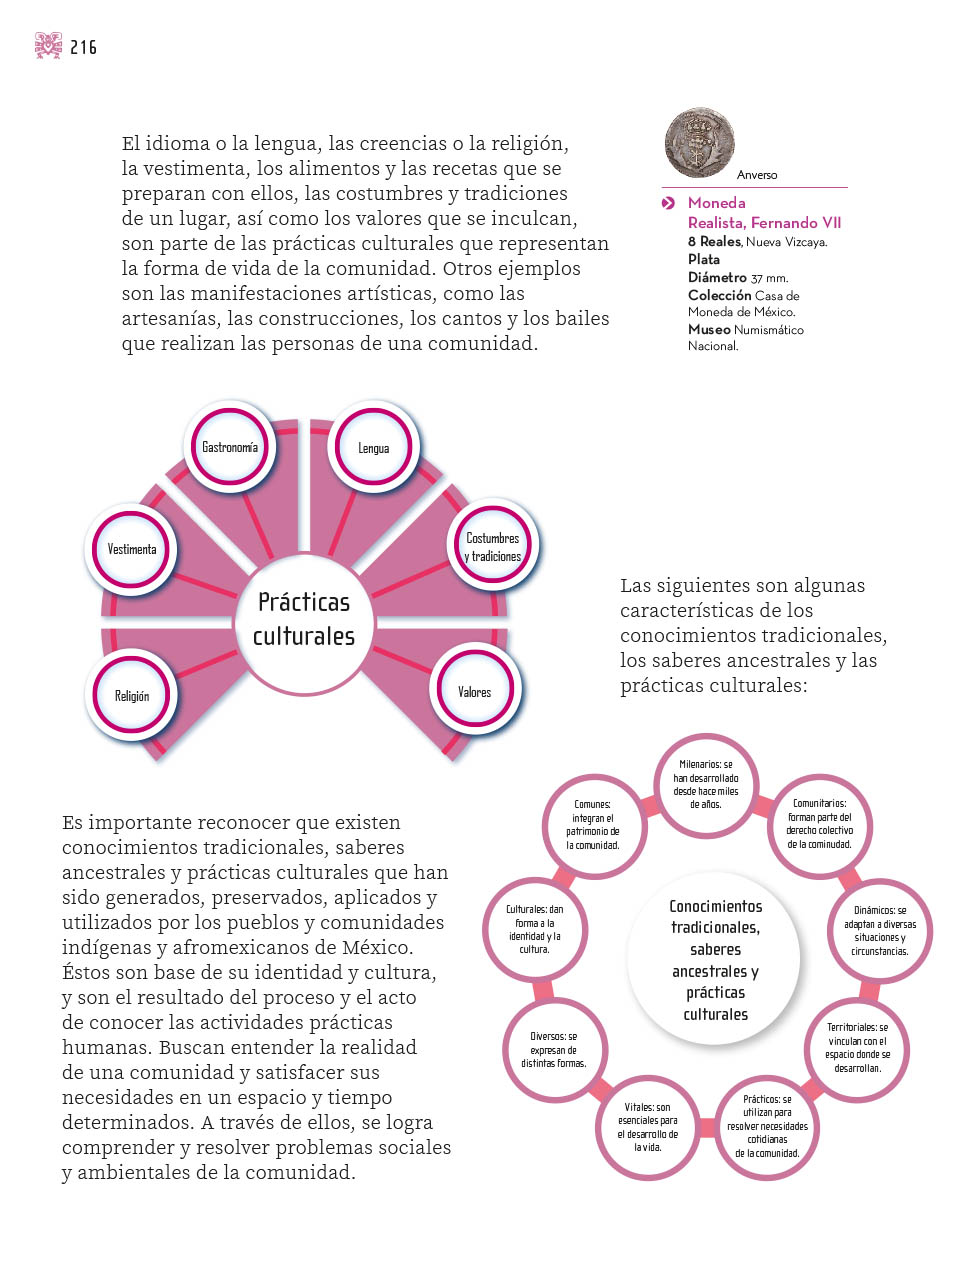 216
El idioma o la lengua, las creencias o la religión,
la vestimenta, los alimentos y las recetas que se
preparan con ellos, las costumbres y tradiciones
de un lugar, así como los valores que se inculcan,
son parte de las prácticas culturales que representan
la forma de vida de la comunidad. Otros ejemplos
son las manifestaciones artísticas, como las
artesanías, las construcciones, los cantos y los bailes
que realizan las personas de una comunidad.
Anverso
Moneda
Realista, Fernando VII
8 Reales, Nueva Vizcaya.
Plata
Diámetro 37 mm.
Colección Casa de
Moneda de México.
Museo Numismático
Nacional.
Gastronomía
Lengua
Vestimenta
Costumbres
y tradiciones
Prácticas
culturales
Religión
Valores
Las siguientes son algunas
características de los
conocimientos tradicionales,
los saberes ancestrales y las
prácticas culturales:
Es importante reconocer que existen
conocimientos tradicionales, saberes
ancestrales y prácticas culturales que han
sido generados, preservados, aplicados y
utilizados por los pueblos y comunidades
indígenas y afromexicanos de México.
Éstos son base de su identidad y cultura,
y son el resultado del proceso y el acto
de conocer las actividades prácticas
humanas. Buscan entender la realidad
de una comunidad y satisfacer sus
necesidades en un espacio y tiempo
determinados. A través de ellos, se logra
comprender y resolver problemas sociales
y ambientales de la comunidad.
Milenarios: se
han desarrollado
desde hace miles
de años.
Comunitarios:
forman parte del
derecho colectivo
de la cominudad.
Dinámicos: se
adaptan a diversas
situaciones y
circunstancias.
Territoriales: se
vinculan con el
espacio donde se
desarrollan.
Prácticos: se
utilizan para
resolver necesidades
cotidianas
de la comunidad.
Vitales: son
esenciales para
el desarrollo de
la vida.
Diversos: se
expresan de
distintas formas.
Culturales: dan
forma a la
identidad y la
cultura.
Comunes:
integran el
patrimonio de
la comunidad.
Conocimientos
tradicionales,
saberes
ancestrales y
prácticas
culturales